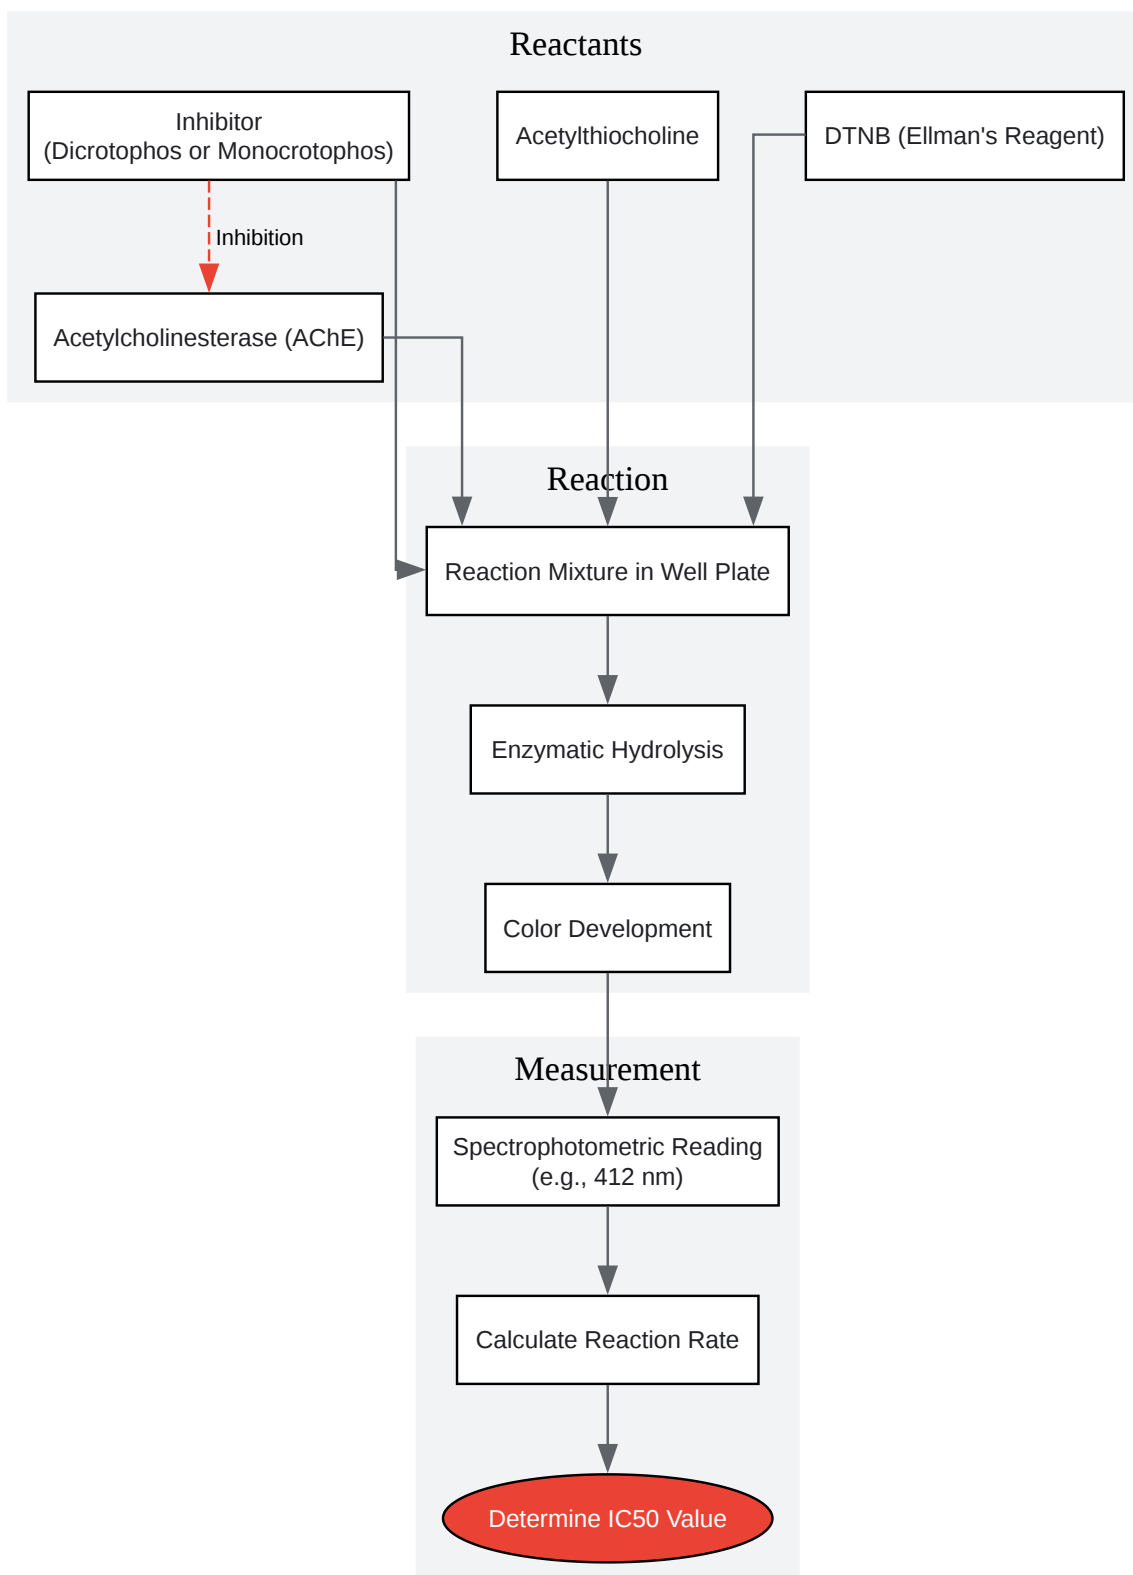 Reactants
Inhibitor
(Dicrotophos or Monocrotophos)
Acetylthiocholine
DTNB (Ellman's Reagent)
Inhibition
Acetylcholinesterase (AChE)
Reaction
Reaction Mixture in Well Plate
Enzymatic Hydrolysis
Color Development
Measurement
Spectrophotometric Reading
(e.g., 412 nm)
Calculate Reaction Rate
Determine IC50 Value